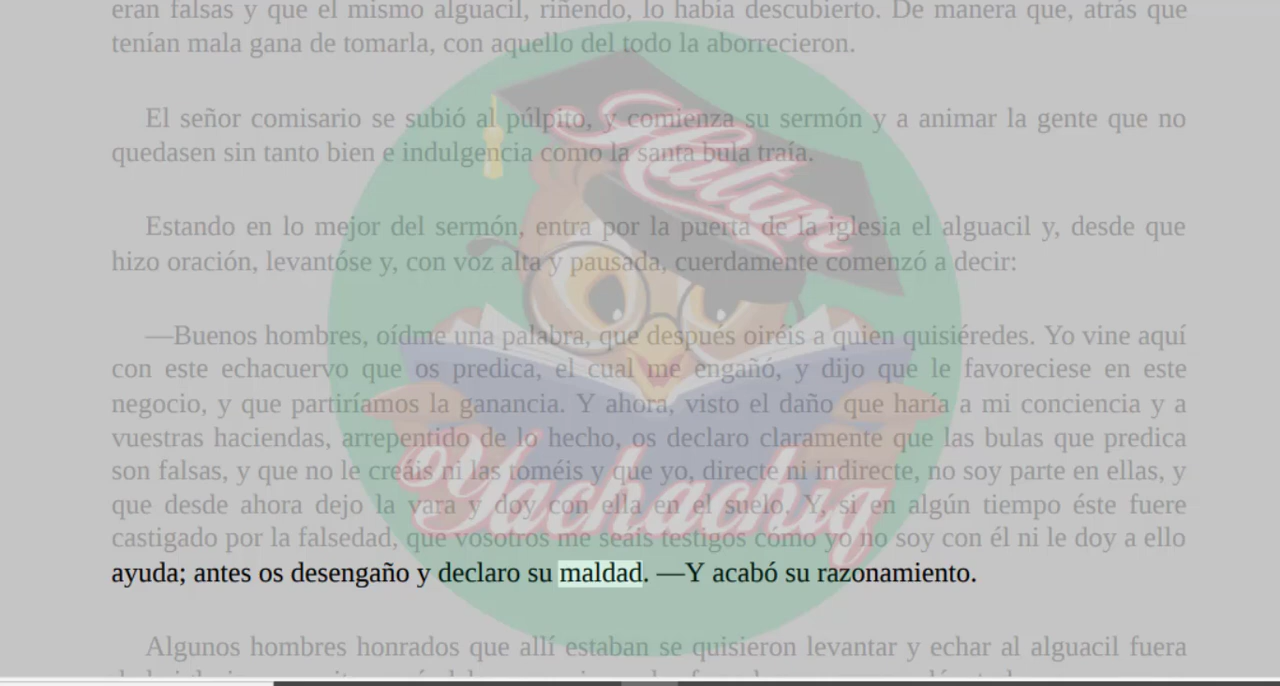 eran falsas y que el mismo alguacil, riñendo, lo había descubierto. De manera que, atrás que
tenían mala gana de tomarla, con aquello del todo la aborrecieron.
El señor comisario se subió al púlpito, y comienza su sermón y a animar la gente que no
quedasen sin tanto bien e indulgencia como la santa bula traía.
Estando en lo mejor del sermón, entra por la puerta de la iglesia el alguacil y, desde que
hizo oración, levantóse y, con voz alta y pausada, cuerdamente comenzó a decir:
—Buenos hombres, oídme una palabra, que después oiréis a quien quisiéredes. Yo vine aquí
con este echacuervo que os predica, el cual me engañó, y dijo que le favoreciese en este
negocio, y que partiríamos la ganancia. Y ahora, visto el daño que haría a mi conciencia y a
vuestras haciendas, arrepentido de lo hecho, os declaro claramente que las bulas que predica
son falsas, y que no le creáis ni las toméis y que yo, directe ni indirecte, no soy parte en ellas, y
que desde ahora dejo la vara y doy con ella en el suelo. Y, si en algún tiempo éste fuere
castigado por la falsedad, que vosotros me seáis testigos cómo yo no soy con él ni le doy a ello
ayuda; antes os desengaño y declaro su maldad. —Y acabó su razonamiento.
Algunos hombres honrados que allí estaban se quisieron levantar y echar al alguacil fuera
Hatun
Yachachiq